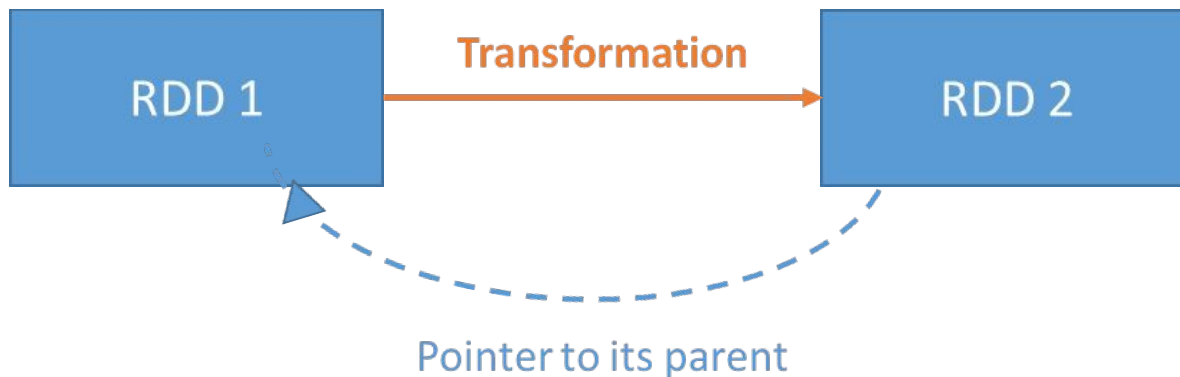 Transformation
RDD 1
RDD 2
Pointer to its parent